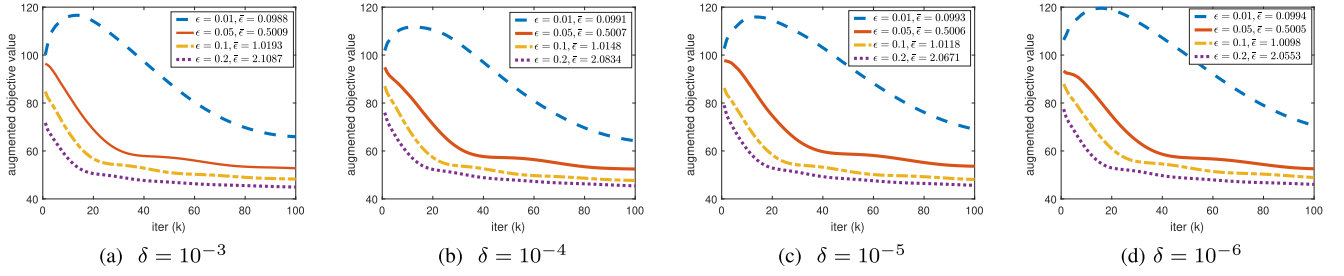 augmented objective value
120
100
80
60
40
0 20 40 60 80 100
iter (k)
ϵ = 0.01, ϵ̄ = 0.0988
ϵ = 0.05, ϵ̄ = 0.5009
ϵ = 0.1, ϵ̄ = 1.0193
ϵ = 0.2, ϵ̄ = 2.1087
(a) δ = 10⁻³
augmented objective value
120
100
80
60
40
0 20 40 60 80 100
iter (k)
ϵ = 0.01, ϵ̄ = 0.0991
ϵ = 0.05, ϵ̄ = 0.5007
ϵ = 0.1, ϵ̄ = 1.0148
ϵ = 0.2, ϵ̄ = 2.0834
(b) δ = 10⁻⁴
augmented objective value
120
100
80
60
40
0 20 40 60 80 100
iter (k)
ϵ = 0.01, ϵ̄ = 0.0993
ϵ = 0.05, ϵ̄ = 0.5006
ϵ = 0.1, ϵ̄ = 1.0118
ϵ = 0.2, ϵ̄ = 2.0671
(c) δ = 10⁻⁵
augmented objective value
120
100
80
60
40
0 20 40 60 80 100
iter (k)
ϵ = 0.01, ϵ̄ = 0.0994
ϵ = 0.05, ϵ̄ = 0.5005
ϵ = 0.1, ϵ̄ = 1.0098
ϵ = 0.2, ϵ̄ = 2.0553
(d) δ = 10⁻⁶